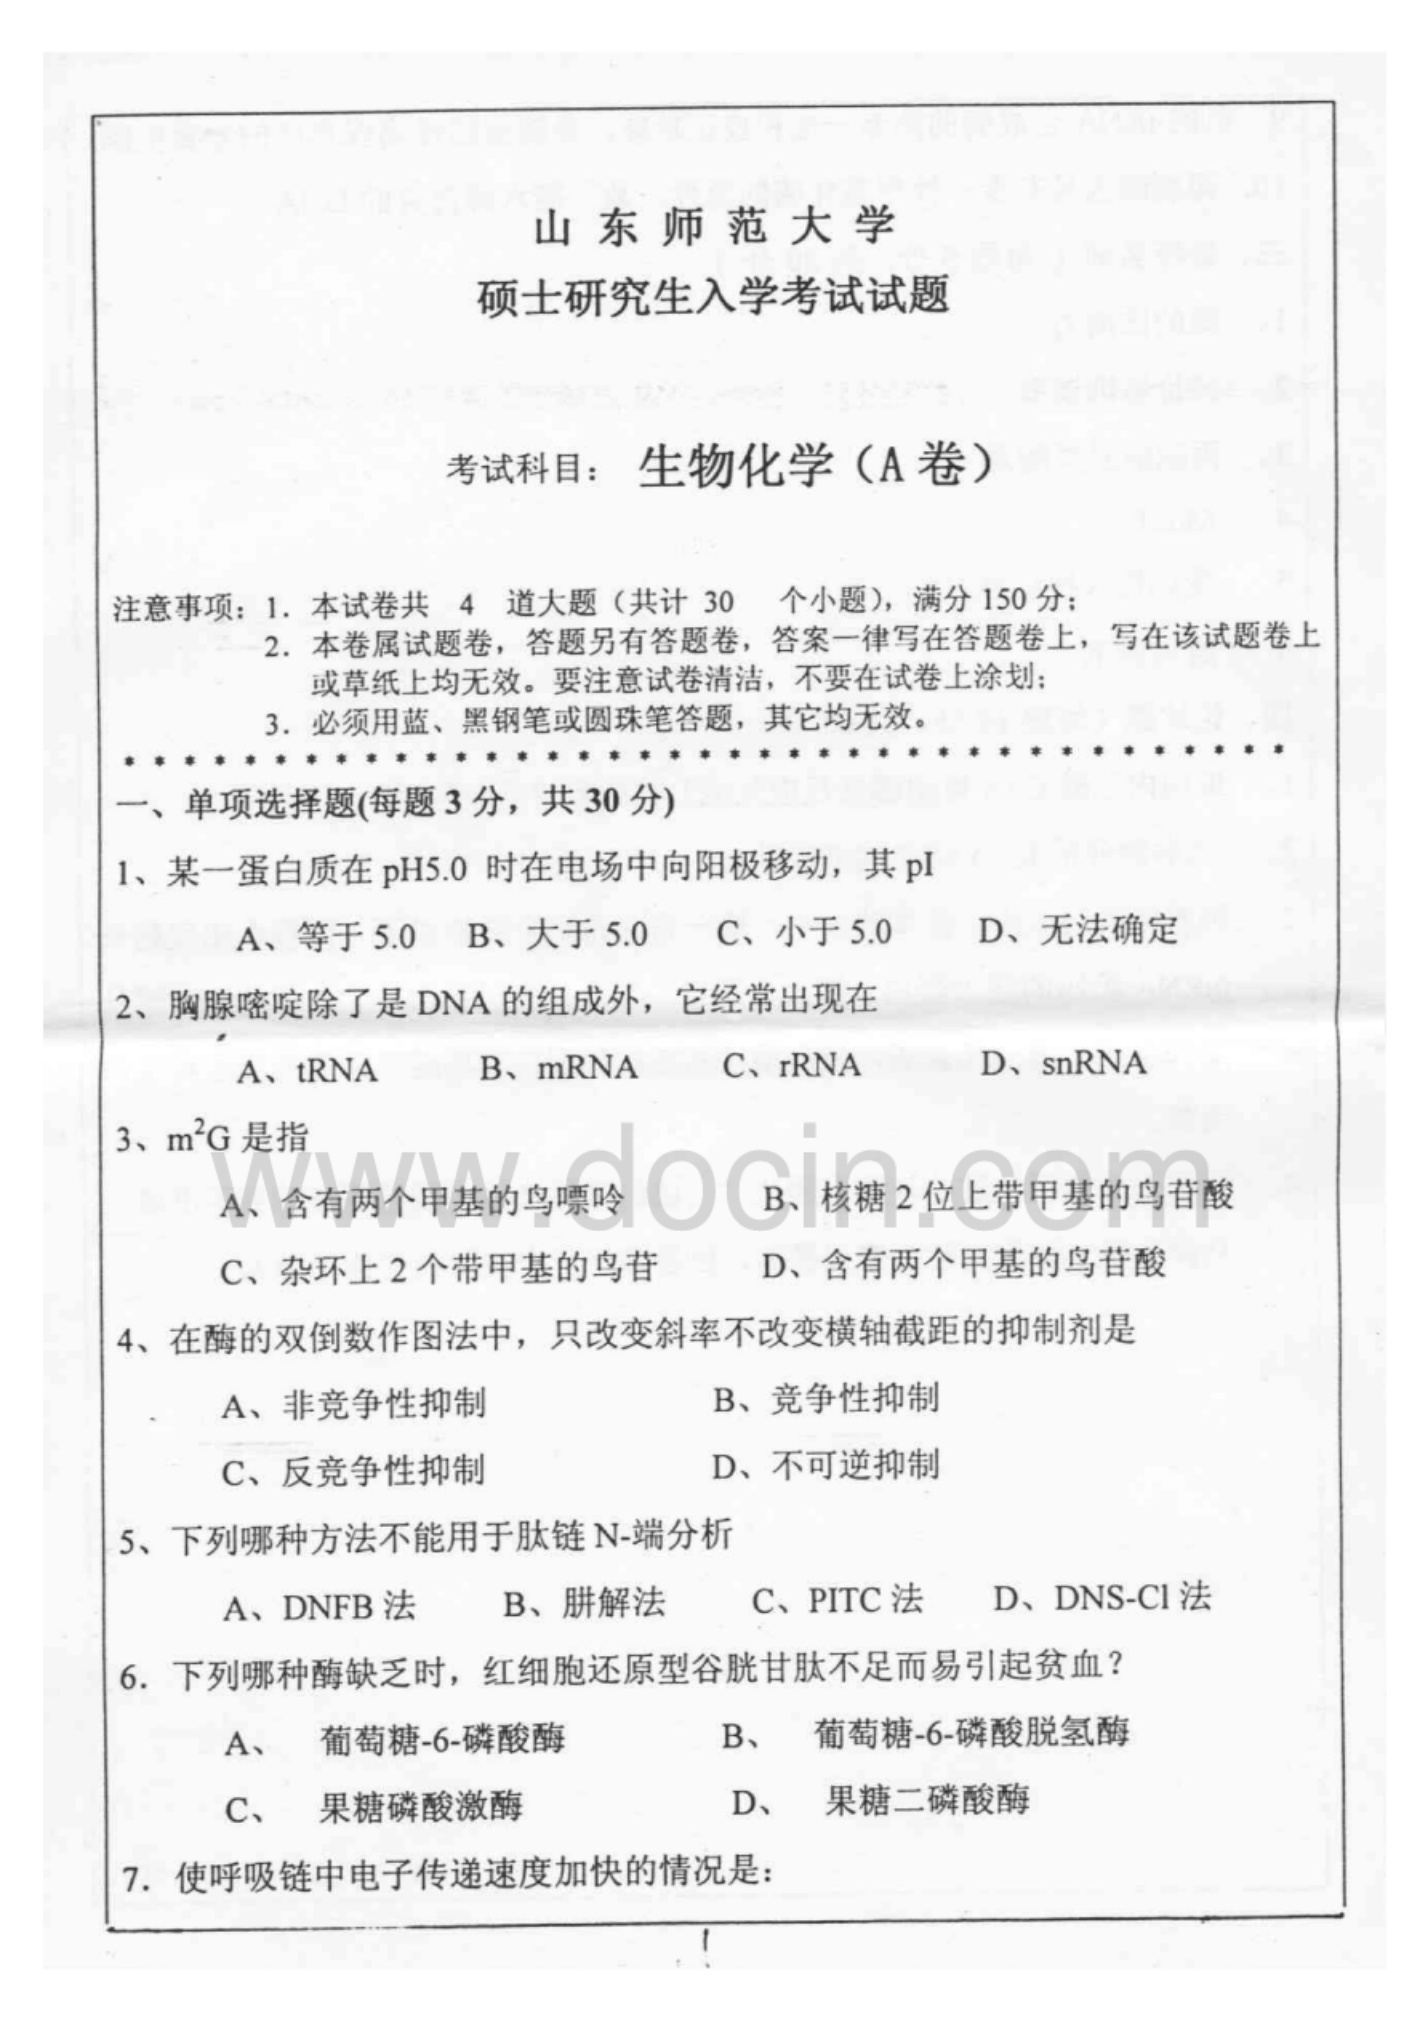 山东师范大学
硕士研究生入学考试试题
考试科目： 生物化学（A卷）
注意事项：1．本试卷共 4 道大题（共计 30 个小题），满分 150 分；
2．本卷属试题卷，答题另有答题卷，答案一律写在答题卷上，写在该试题卷上
或草纸上均无效。要注意试卷清洁，不要在试卷上涂划；
3．必须用蓝、黑钢笔或圆珠笔答题，其它均无效。
* * * * * * * * * * * * * * * * * * * * * * * * * * * * * * * * * * * * * * *
一、单项选择题(每题 3 分，共 30 分)
1、某一蛋白质在 pH5.0 时在电场中向阳极移动，其 pI
A、等于 5.0 B、大于 5.0 C、小于 5.0 D、无法确定
2、胸腺嘧啶除了是 DNA 的组成外，它经常出现在
A、tRNA B、mRNA C、rRNA D、snRNA
3、m²G 是指
A、含有两个甲基的鸟嘌呤 B、核糖 2 位上带甲基的鸟苷酸
C、杂环上 2 个带甲基的鸟苷 D、含有两个甲基的鸟苷酸
www.docin.com
4、在酶的双倒数作图法中，只改变斜率不改变横轴截距的抑制剂是
A、非竞争性抑制 B、竞争性抑制
C、反竞争性抑制 D、不可逆抑制
5、下列哪种方法不能用于肽链 N-端分析
A、DNFB 法 B、肼解法 C、PITC 法 D、DNS-Cl 法
6．下列哪种酶缺乏时，红细胞还原型谷胱甘肽不足而易引起贫血？
A、 葡萄糖-6-磷酸酶 B、 葡萄糖-6-磷酸脱氢酶
C、 果糖磷酸激酶 D、 果糖二磷酸酶
7．使呼吸链中电子传递速度加快的情况是：
1